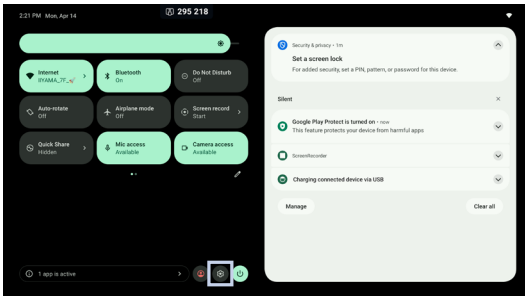 2:21 PM Mon, Apr 14
295 218
Internet
IIYAMA_7F_🚀
Bluetooth
On
Do Not Disturb
Off
Auto-rotate
Off
Airplane mode
Off
Screen record
Start
Quick Share
Hidden
Mic access
Available
Camera access
Available
1 app is active
Security & privacy • 1m
Set a screen lock
For added security, set a PIN, pattern, or password for this device.
Silent
Google Play Protect is turned on • now
This feature protects your device from harmful apps
ScreenRecorder
Charging connected device via USB
Manage
Clear all